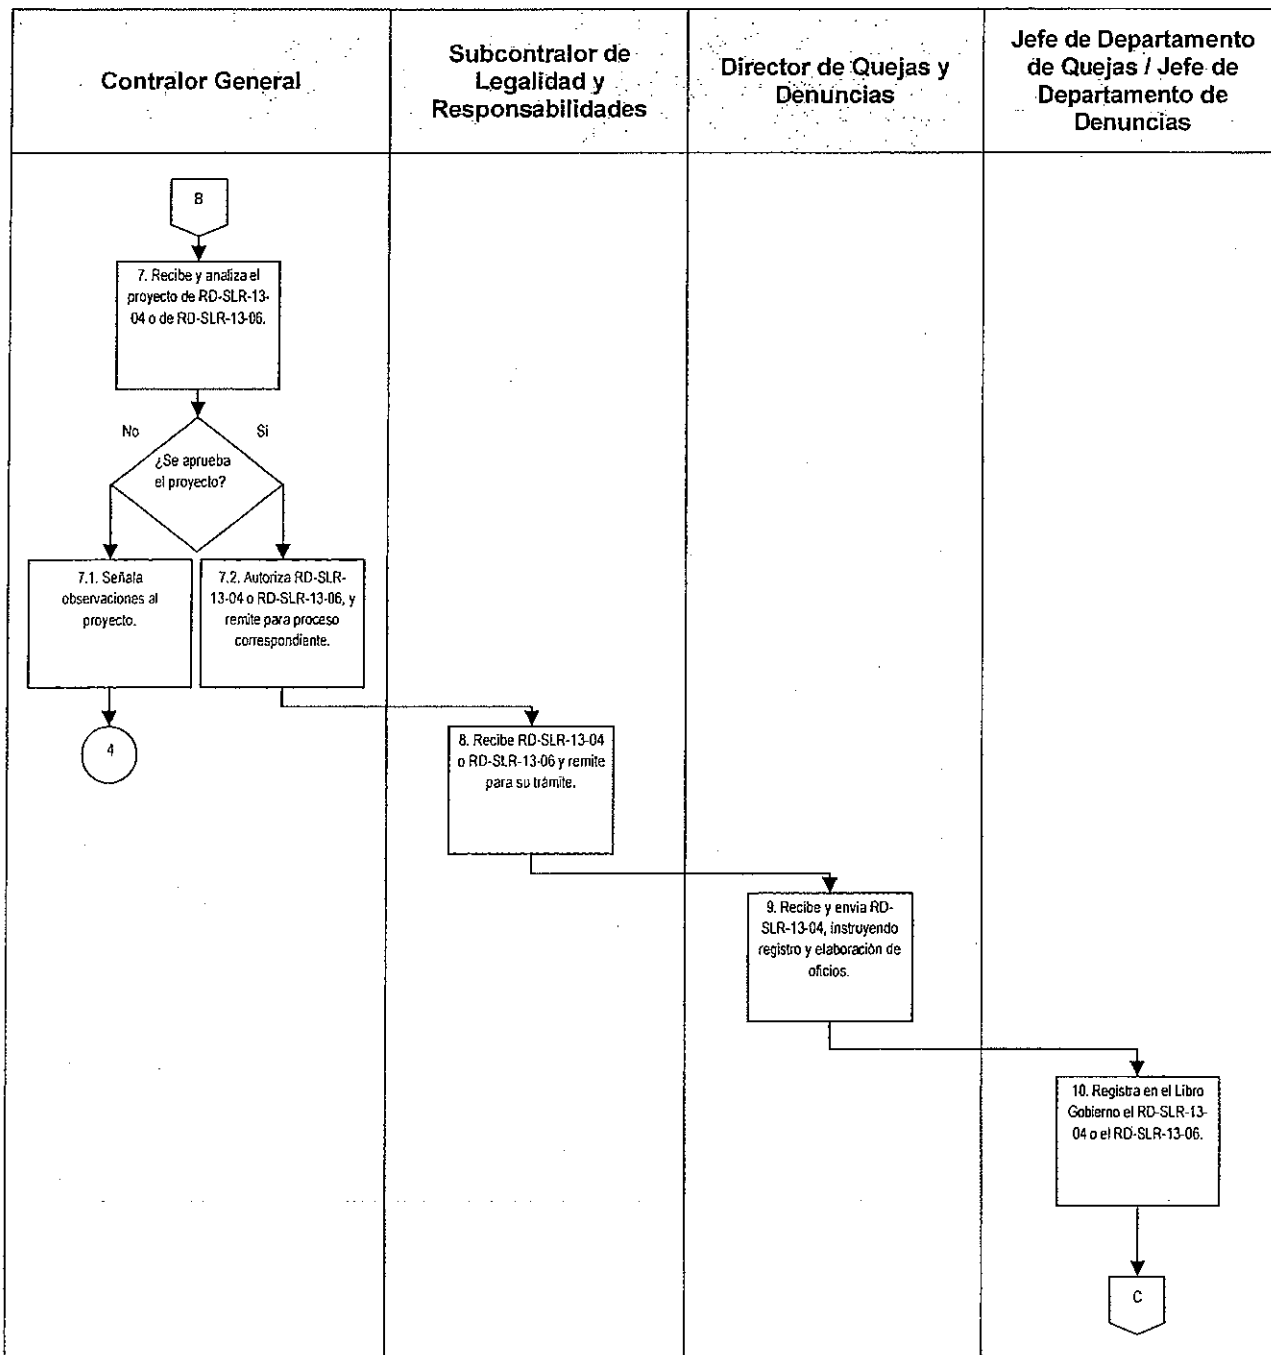 Contralor General
Subcontralor de
Legalidad y
Responsabilidades
Director de Quejas y
Denuncias
Jefe de Departamento
de Quejas / Jefe de
Departamento de
Denuncias
B
7. Recibe y analiza el
proyecto de RD-SLR-13-
04 o de RD-SLR-13-06.
No
Si
¿Se aprueba
el proyecto?
7.1. Señala
observaciones al
proyecto.
7.2. Autoriza RD-SLR-
13-04 o RD-SLR-13-06, y
remite para proceso
correspondiente.
4
8. Recibe RD-SLR-13-04
o RD-SLR-13-06 y remite
para su trámite.
9. Recibe y envia RD-
SLR-13-04, instruyendo
registro y elaboración de
oficios.
10. Registra en el Libro
Gobierno el RD-SLR-13-
04 o el RD-SLR-13-06.
C